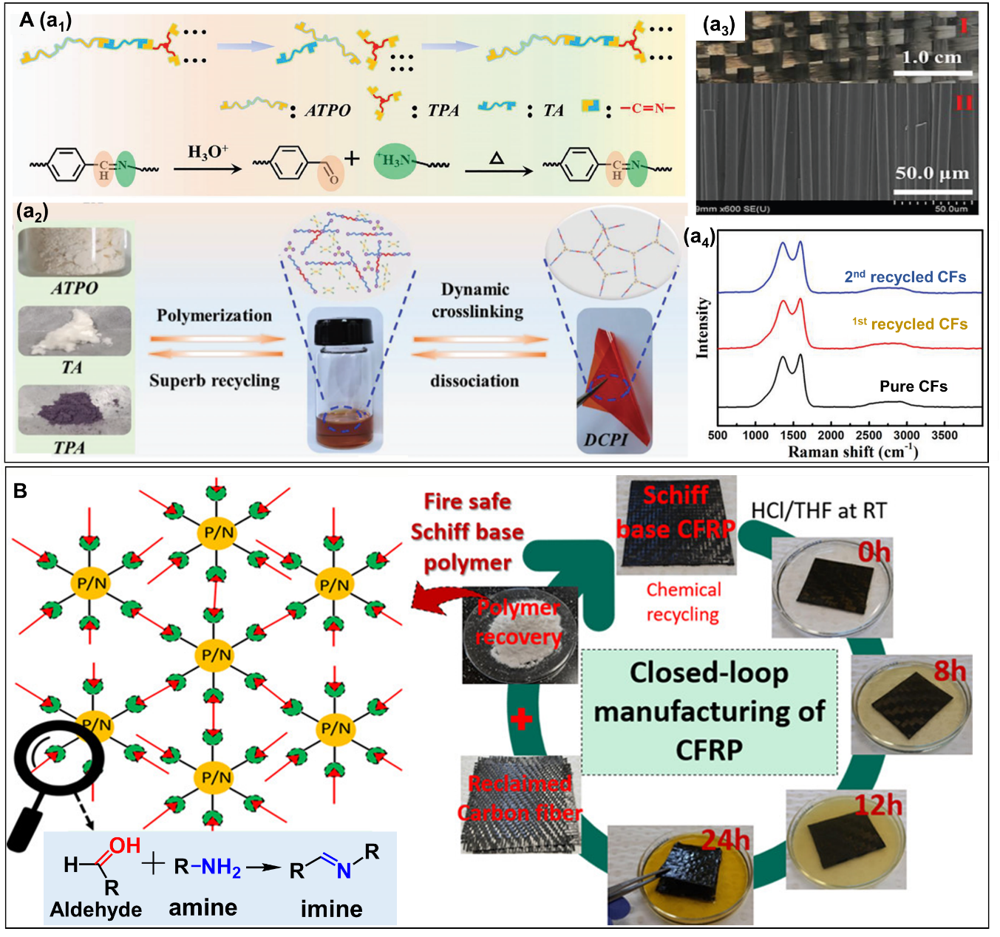 A (a1)
ATPO
TPA
TA
—C=N—
C
H
N
H3O+
O
+
+H3N
△
C
H
N
(a2)
ATPO
TA
TPA
Polymerization
Superb recycling
Dynamic
crosslinking
dissociation
DCPI
(a3)
I
1.0 cm
II
50.0 μm
9mm x600 SE(U)
50.0um
(a4)
Intensity
2nd recycled CFs
1st recycled CFs
Pure CFs
500 1000 1500 2000 2500 3000 3500
Raman shift (cm-1)
B
P/N
P/N
P/N
P/N
P/N
P/N
P/N
H
OH
R
Aldehyde
+
R–NH2
amine
R
N
R
imine
Fire safe
Schiff base
polymer
Schiff
base CFRP
HCl/THF at RT
Chemical
recycling
0h
8h
12h
24h
Polymer
recovery
+
Reclaimed
Carbon fiber
Closed-loop
manufacturing of
CFRP